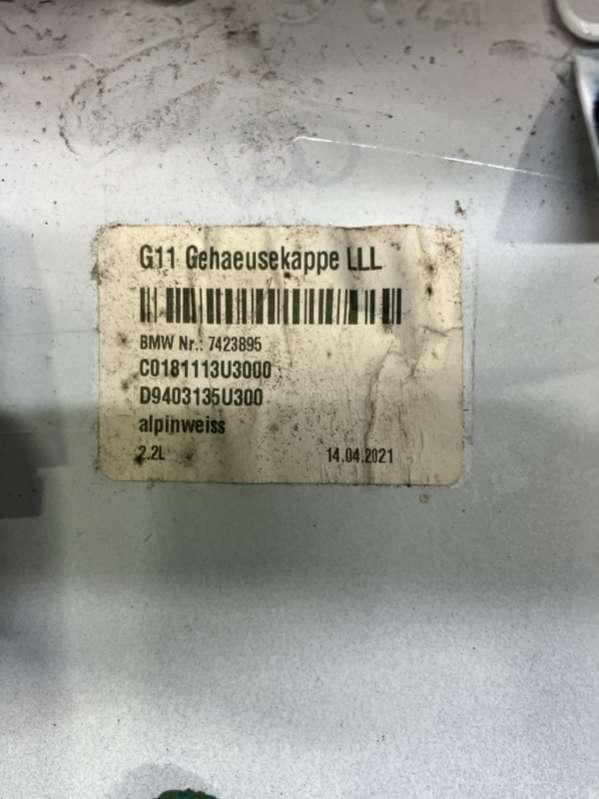 G11 Gehaeusekappe LLL
BMW Nr.: 7423895
C0181113U3000
D9403135U300
alpinweiss
2.2L 14.04.2021